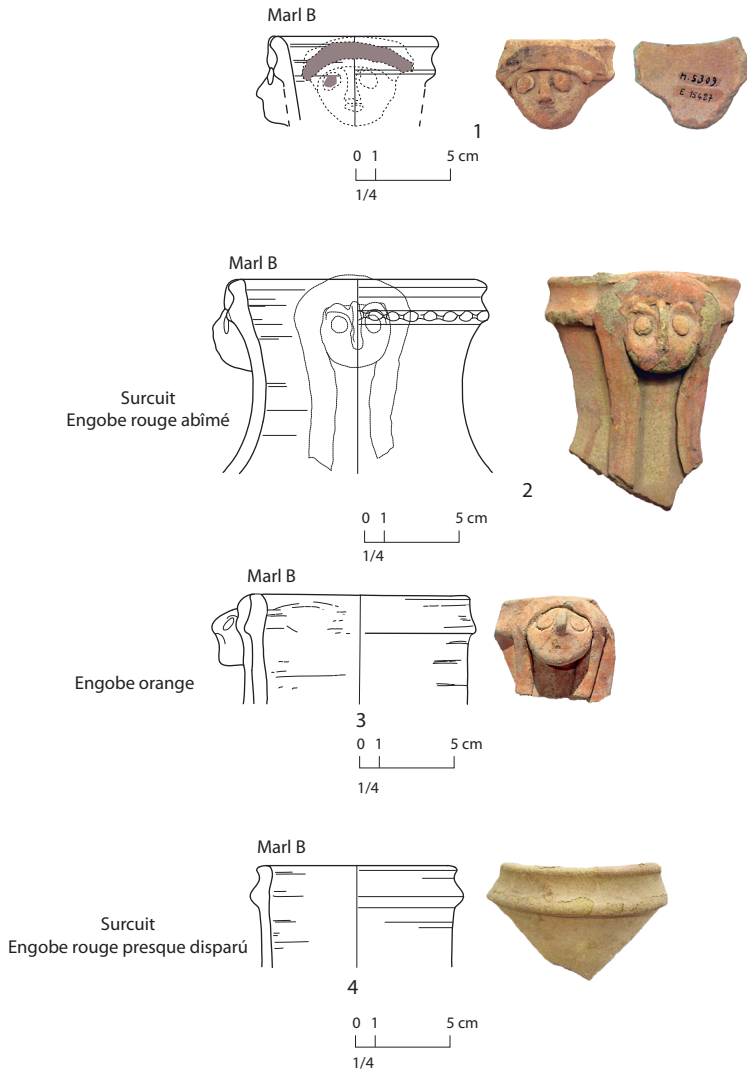 Marl B
M.5309
E 15487
1
0 1 5 cm
1/4
Marl B
Surcuit
Engobe rouge abîmé
2
0 1 5 cm
1/4
Marl B
Engobe orange
3
0 1 5 cm
1/4
Marl B
Surcuit
Engobe rouge presque disparú
4
0 1 5 cm
1/4